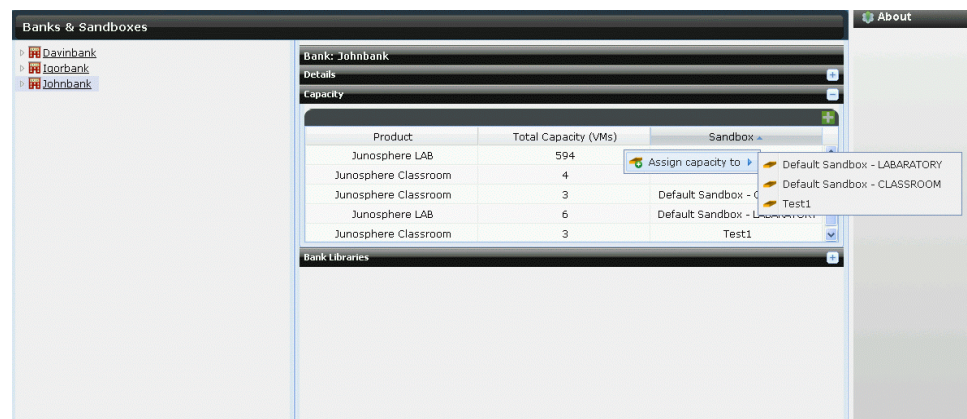 Banks & Sandboxes
About
Davinbank
Igorbank
Johnbank
Bank: Johnbank
Details
Capacity
Product Total Capacity (VMs) Sandbox
Junosphere LAB 594
Assign capacity to
Default Sandbox - LABARATORY
Default Sandbox - CLASSROOM
Test1
Junosphere Classroom 4
Junosphere Classroom 3 Default Sandbox -
Junosphere LAB 6 Default Sandbox - LABARATORY
Junosphere Classroom 3 Test1
Bank Libraries